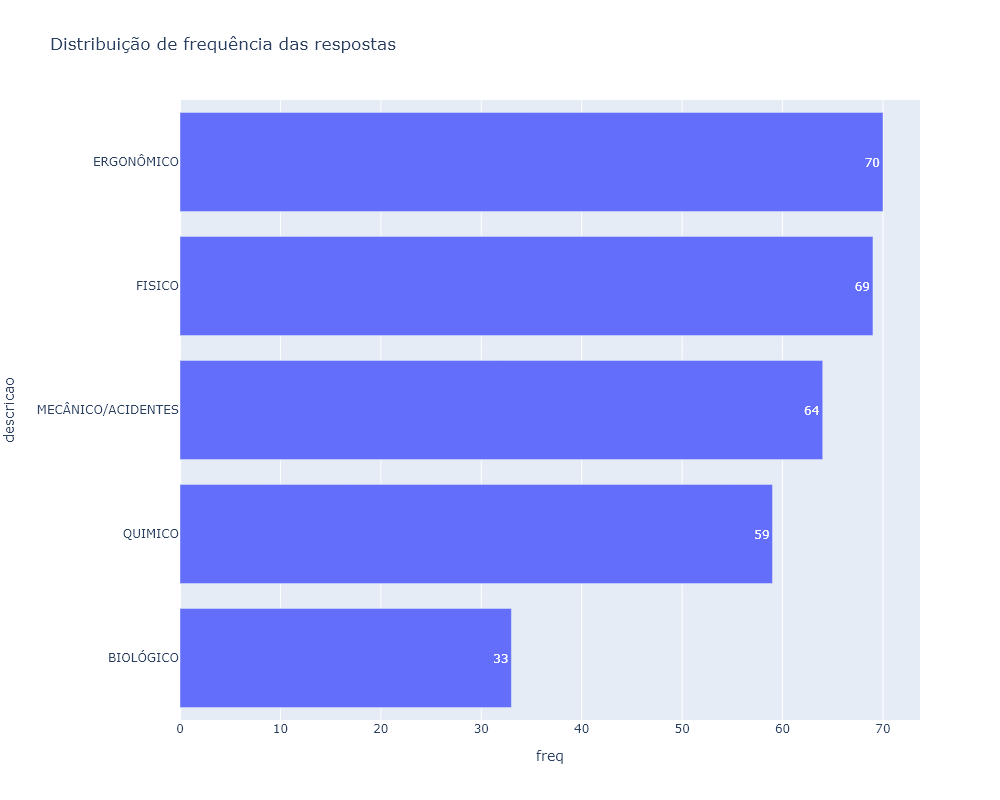 Distribuição de frequência das respostas
ERGONÔMICO
70
FISICO
69
MECÂNICO/ACIDENTES
64
QUIMICO
59
BIOLÓGICO
33
descricao
0 10 20 30 40 50 60 70
freq